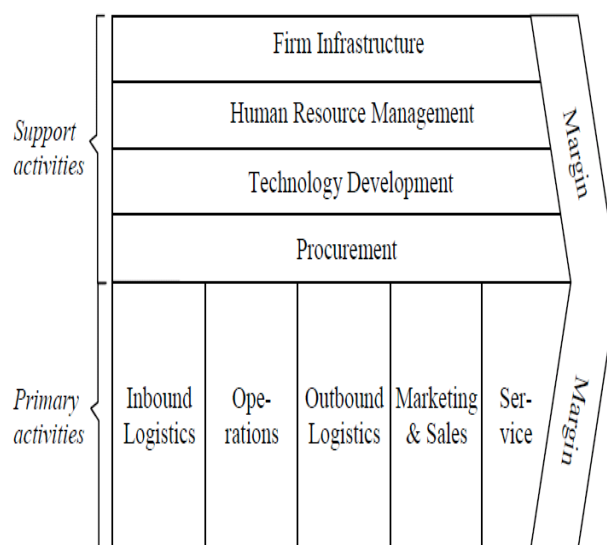 Firm Infrastructure
Human Resource Management
Technology Development
Procurement
Support
activities
Margin
Primary
activities
Inbound
Logistics
Ope-
rations
Outbound
Logistics
Marketing
& Sales
Ser-
vice
Margin